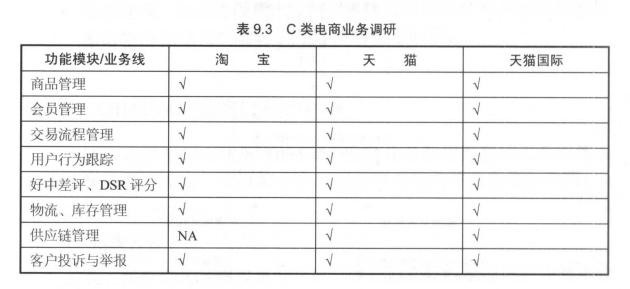 表 9.3 C 类电商业务调研
功能模块/业务线 淘 宝 天 猫 天猫国际
商品管理 √ √ √
会员管理 √ √ √
交易流程管理 √ √ √
用户行为跟踪 √ √ √
好中差评、DSR 评分 √ √ √
物流、库存管理 √ √ √
供应链管理 NA √ √
客户投诉与举报 √ √ √